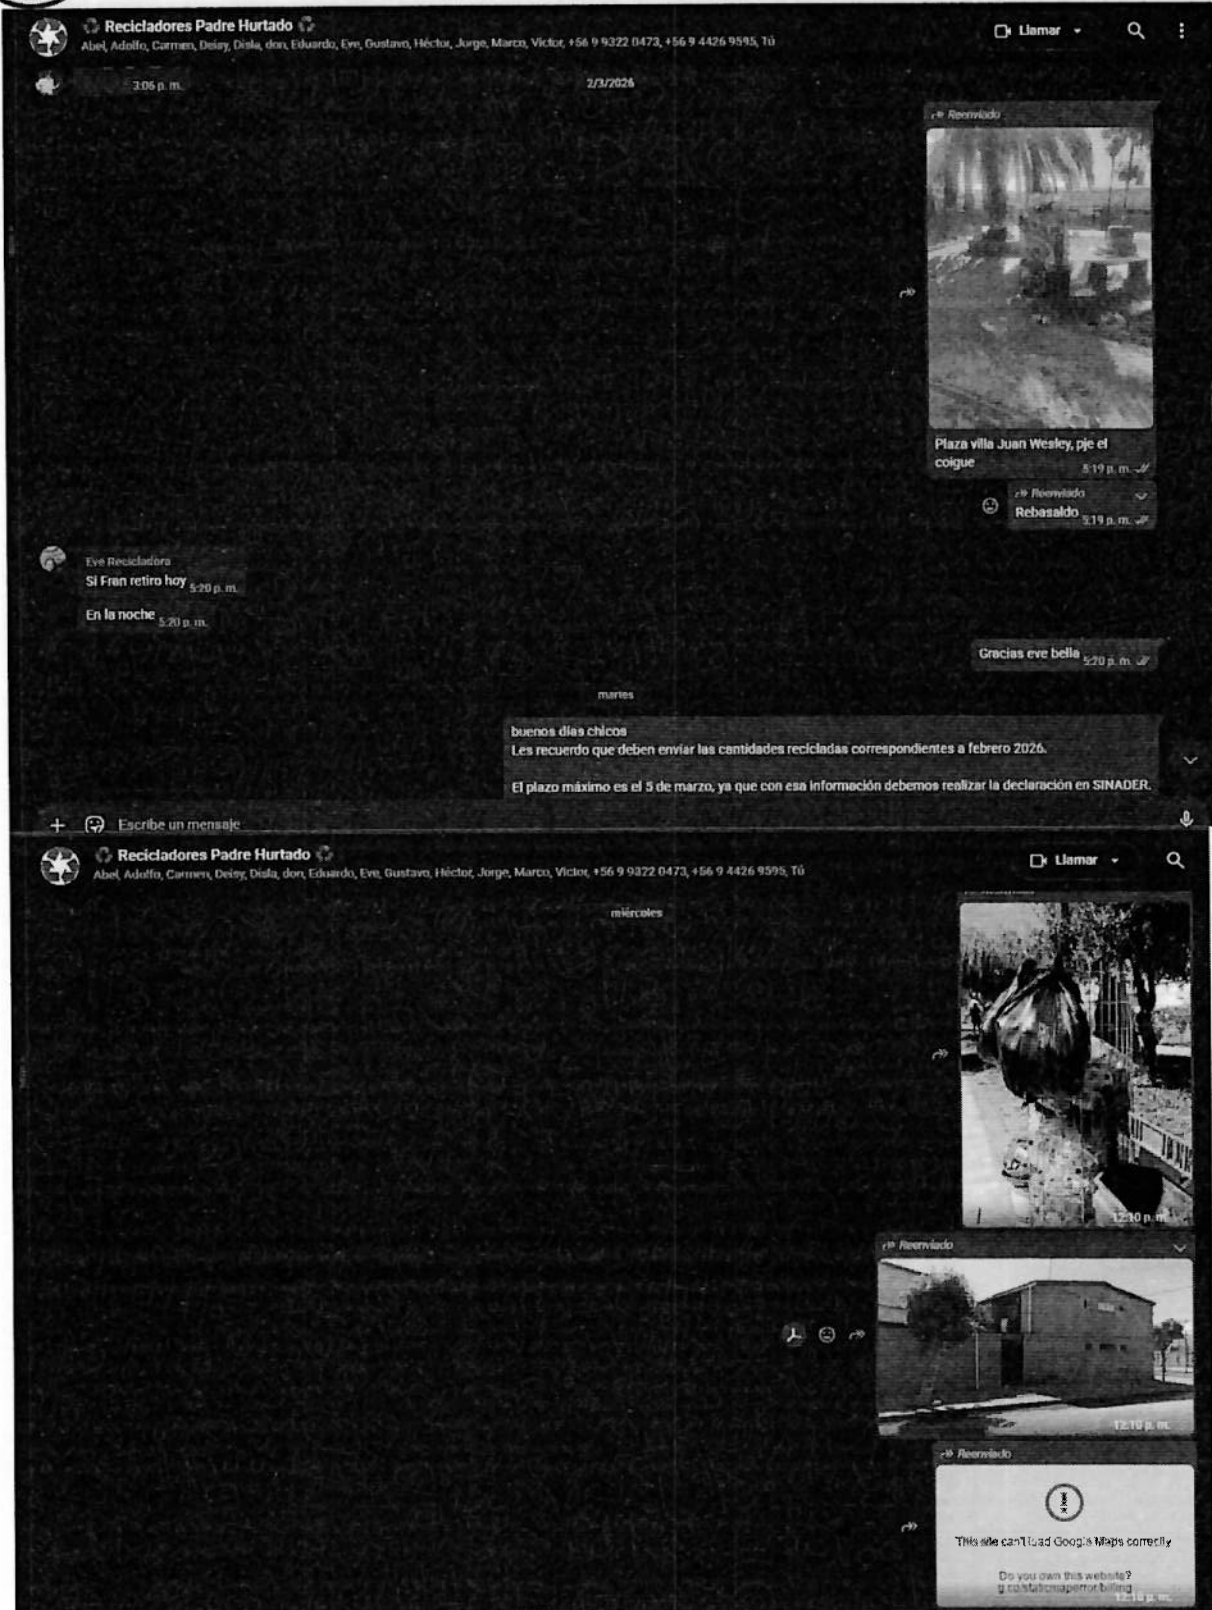 Recicladores Padre Hurtado
Abel, Adolfo, Carmen, Deisy, Disla, don, Eduardo, Eve, Gustavo, Héctor, Jorge, Marco, Victor, +56 9 9322 0473, +56 9 4426 9595, Tú
Llamar
3:06 p. m.
2/3/2026
Reenviado
Plaza villa Juan Wesley, pje el
coigue
5:19 p. m.
Reenviado
Rebasaldo
5:19 p. m.
Eve Recicladora
Si Fran retiro hoy
5:20 p. m.
En la noche
5:20 p. m.
Gracias eve bella
5:20 p. m.
martes
buenos días chicos
Les recuerdo que deben enviar las cantidades recicladas correspondientes a febrero 2026.
El plazo máximo es el 5 de marzo, ya que con esa información debemos realizar la declaración en SINADER.
Escribe un mensaje
Recicladores Padre Hurtado
Abel, Adolfo, Carmen, Deisy, Disla, don, Eduardo, Eve, Gustavo, Héctor, Jorge, Marco, Victor, +56 9 9322 0473, +56 9 4426 9595, Tú
Llamar
miércoles
12:10 p. m.
Reenviado
12:10 p. m.
Reenviado
This site can't load Google Maps correctly
Do you own this website?
g.co/staticmaperror/billing
12:10 p. m.